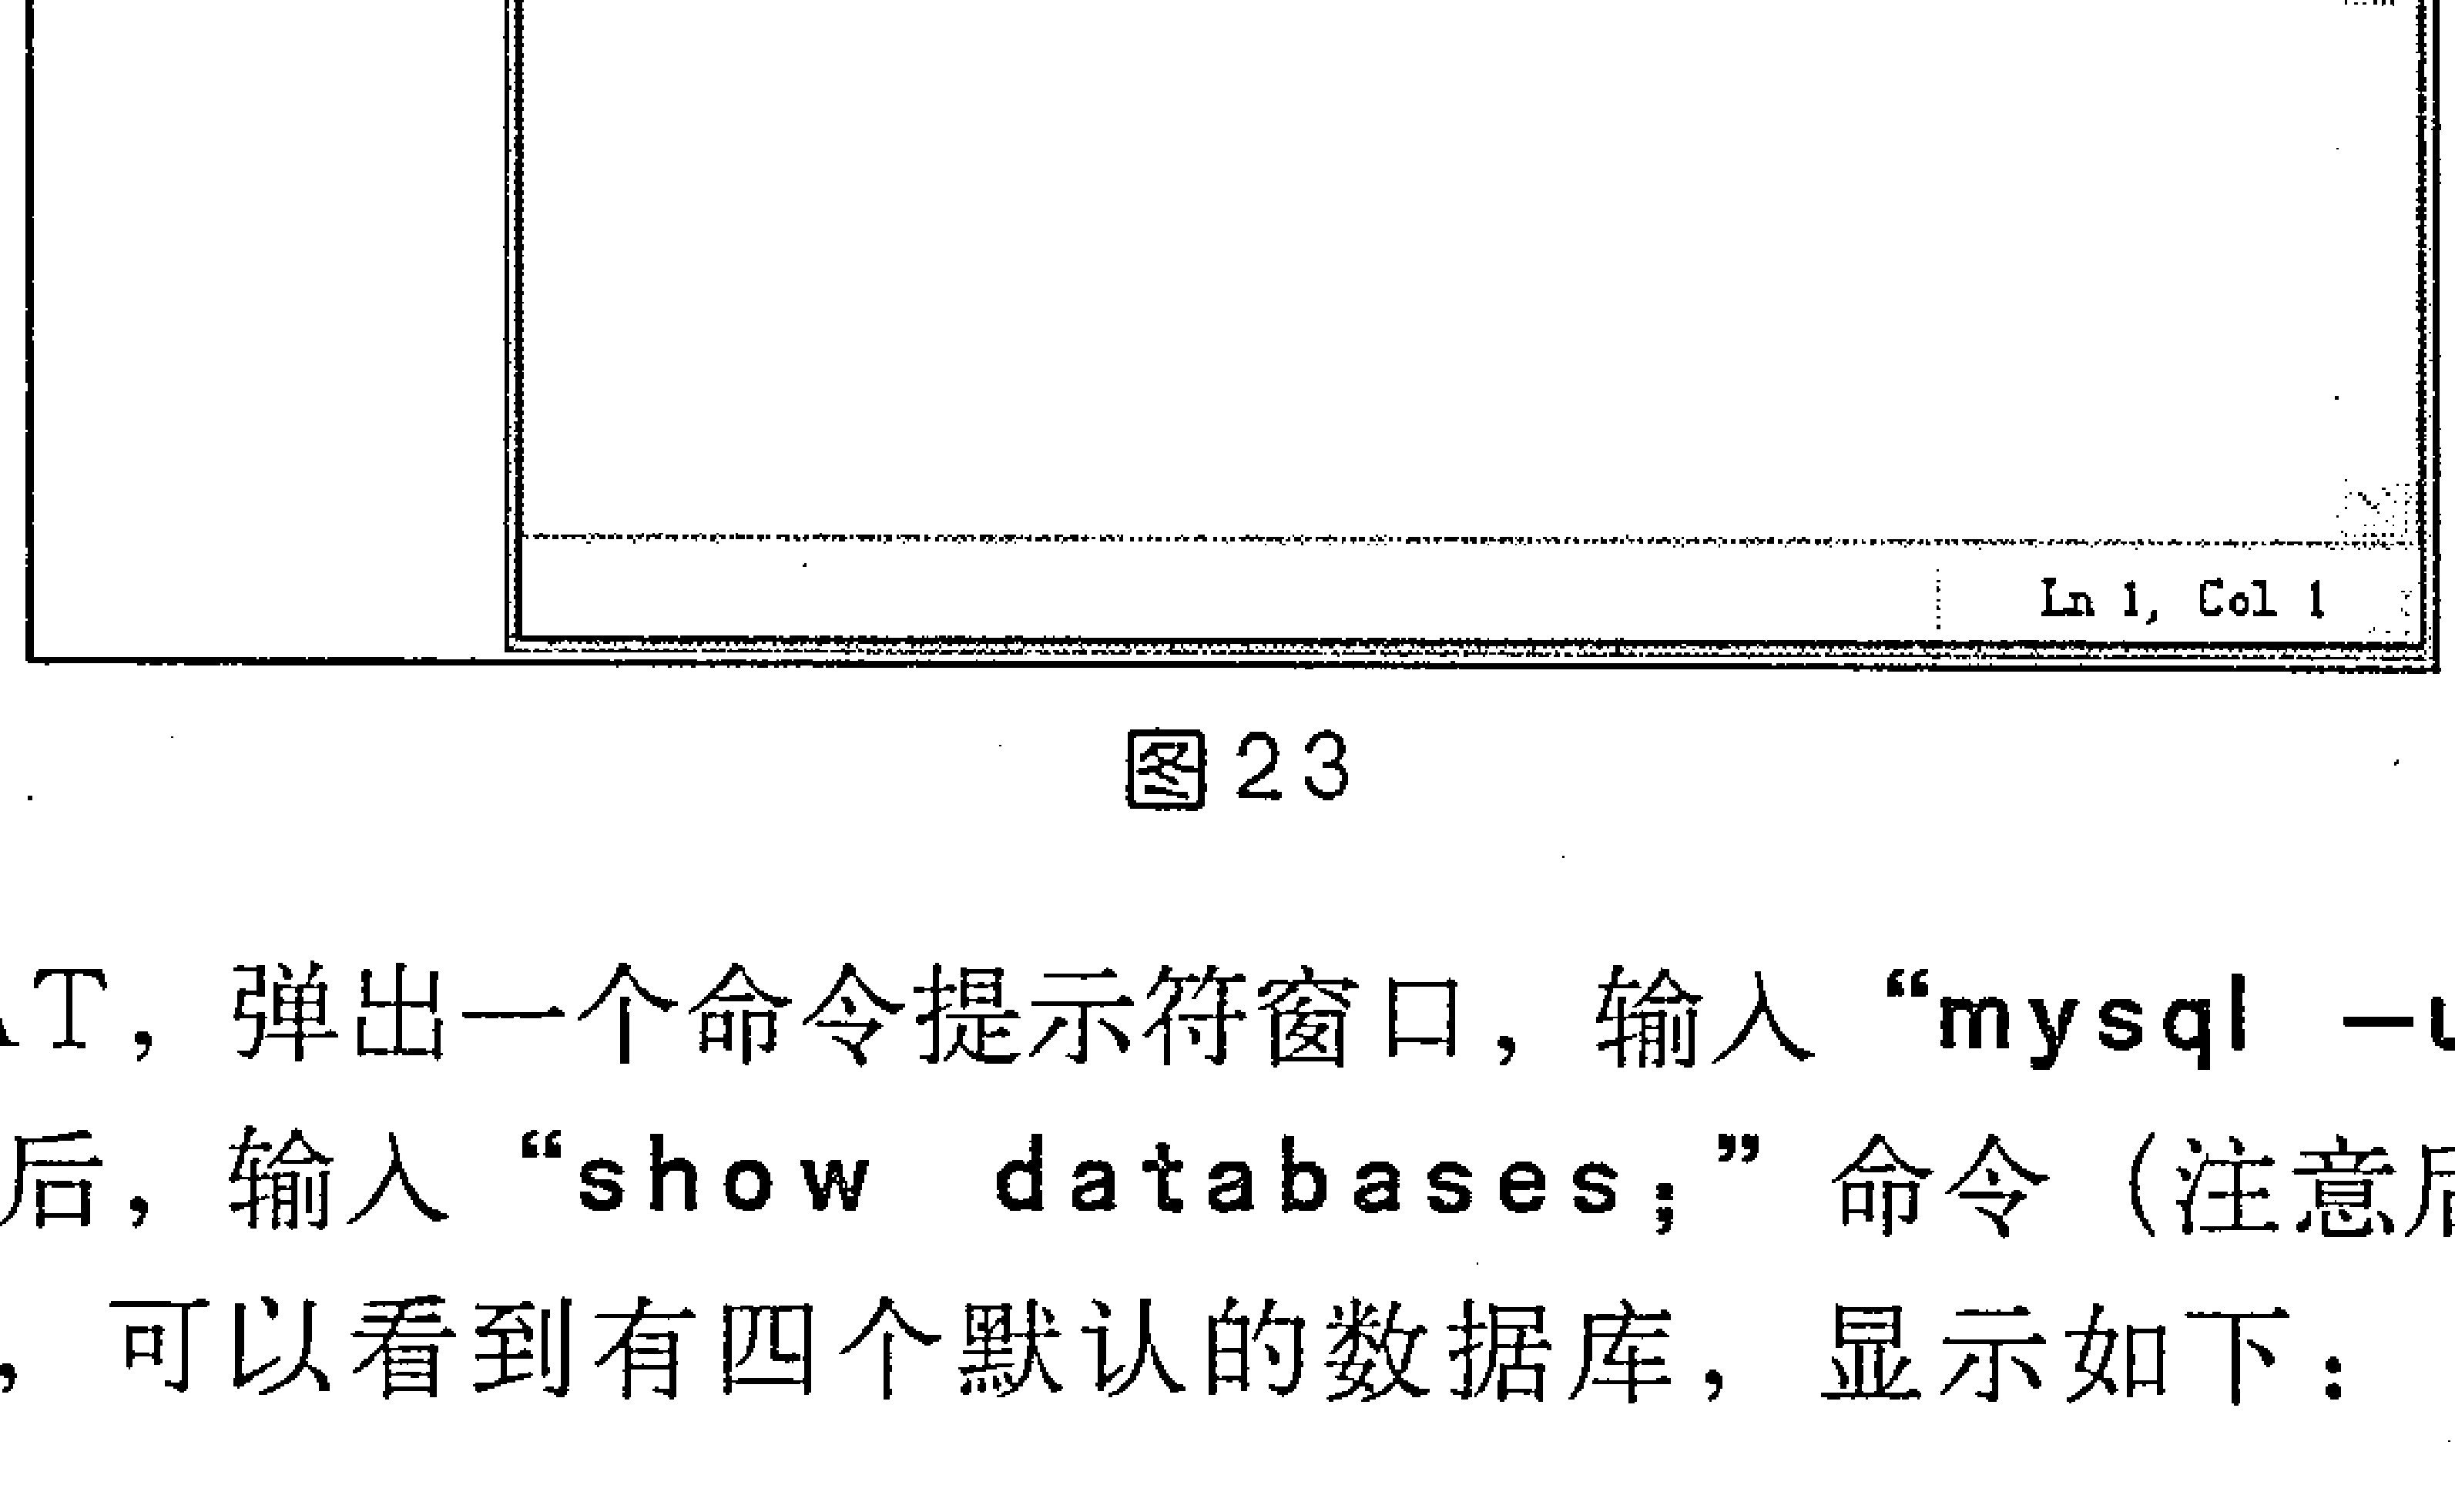 Ln 1, Col 1
图23
AT，弹出一个命令提示符窗口，输入“mysql －u
后，输入“show databases；”命令（注意后
，可以看到有四个默认的数据库，显示如下：